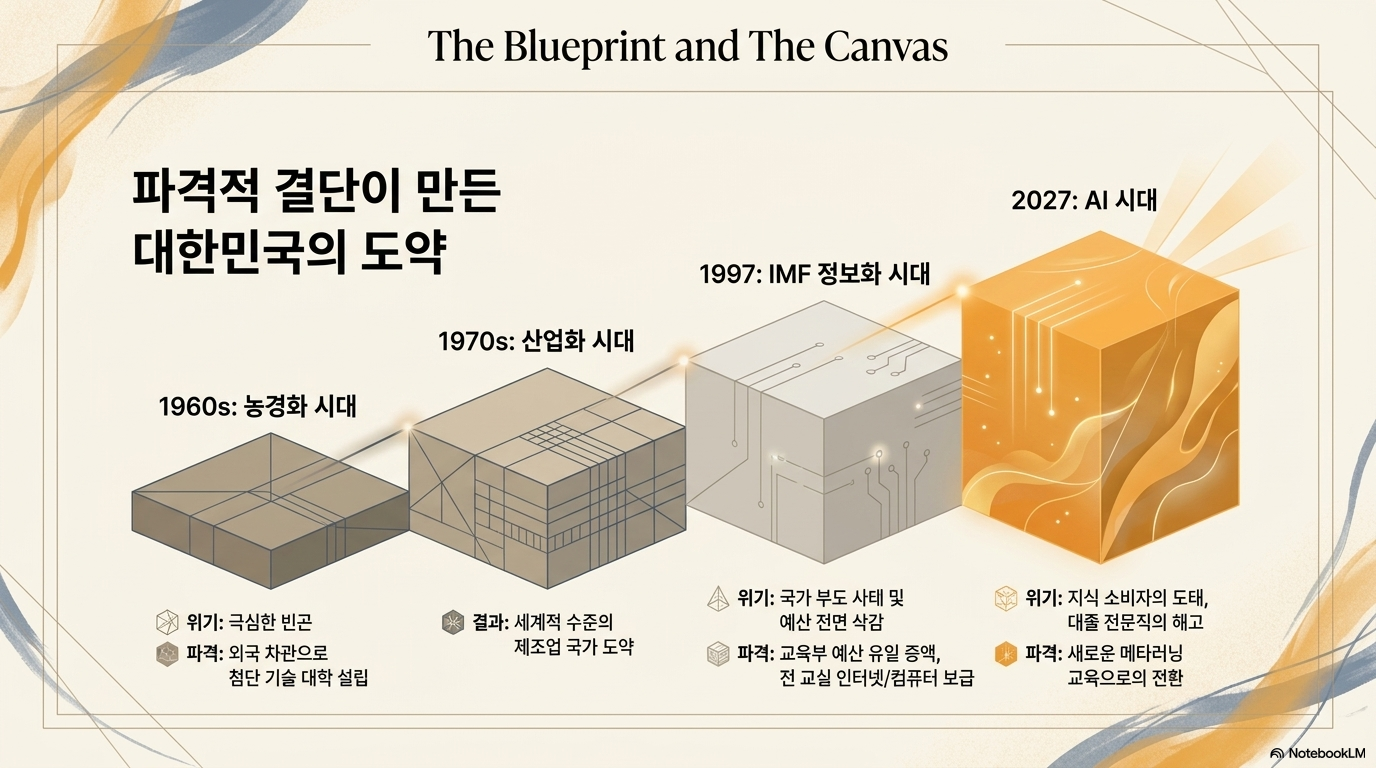 The Blueprint and The Canvas
파격적 결단이 만든
대한민국의 도약
1960s: 농경화 시대
위기: 극심한 빈곤
파격: 외국 차관으로
첨단 기술 대학 설립
1970s: 산업화 시대
결과: 세계적 수준의
제조업 국가 도약
1997: IMF 정보화 시대
위기: 국가 부도 사태 및
예산 전면 삭감
파격: 교육부 예산 유일 증액,
전 교실 인터넷/컴퓨터 보급
2027: AI 시대
위기: 지식 소비자의 도태,
대졸 전문직의 해고
파격: 새로운 메타러닝
교육으로의 전환
NotebookLM